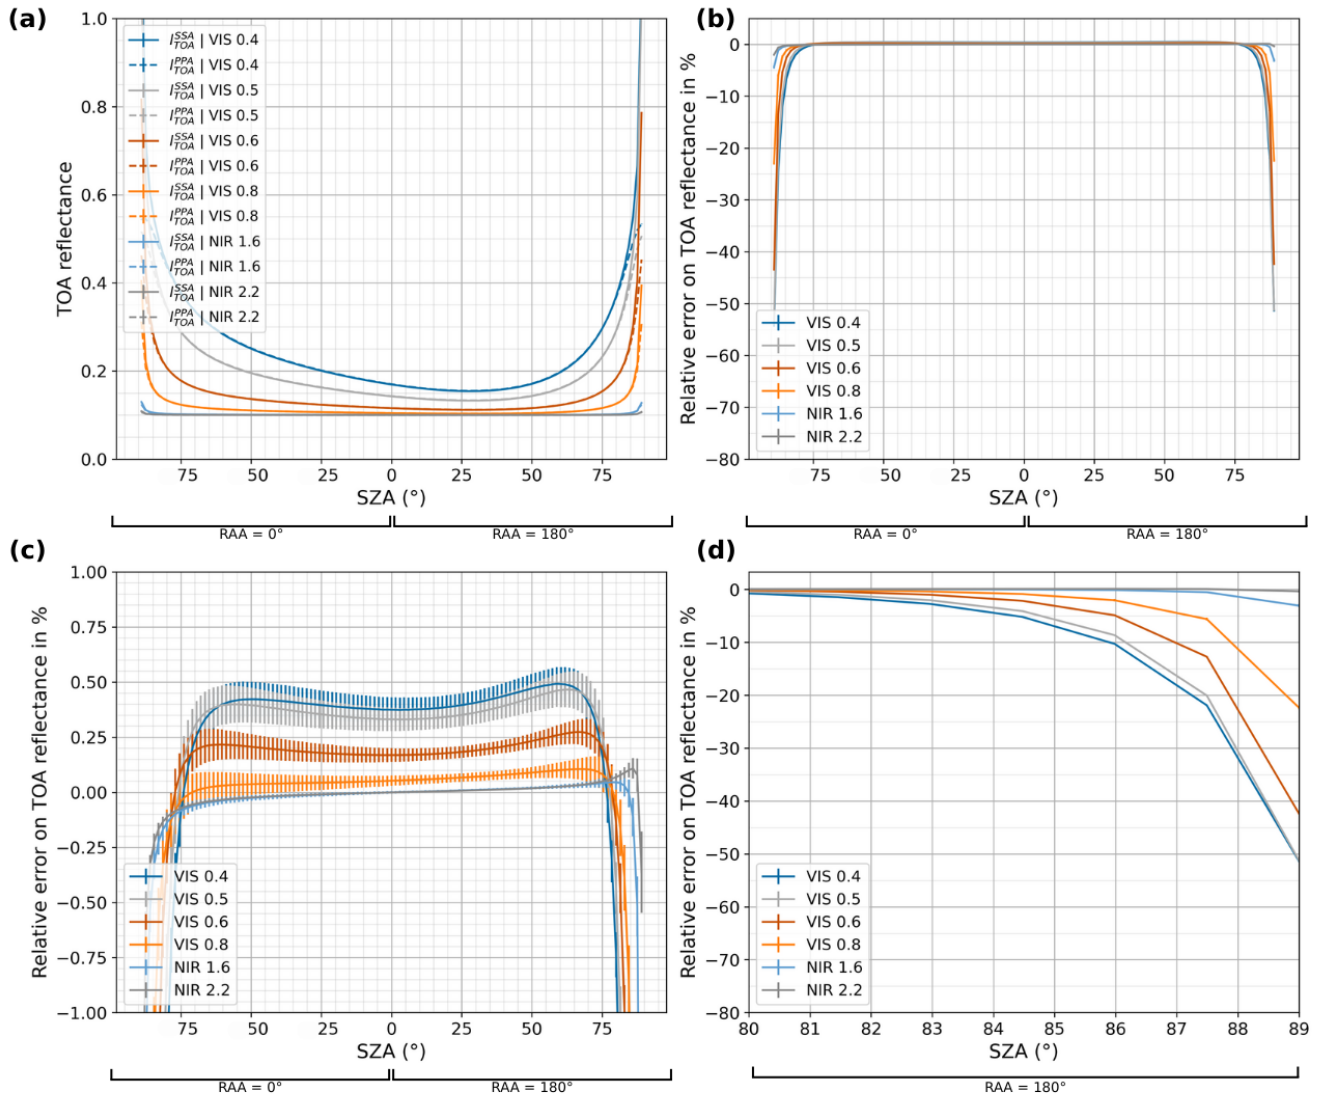 (a)
1.0
0.8
0.6
0.4
0.2
0.0
TOA reflectance
I_TOA^SSA | VIS 0.4
I_TOA^PPA | VIS 0.4
I_TOA^SSA | VIS 0.5
I_TOA^PPA | VIS 0.5
I_TOA^SSA | VIS 0.6
I_TOA^PPA | VIS 0.6
I_TOA^SSA | VIS 0.8
I_TOA^PPA | VIS 0.8
I_TOA^SSA | NIR 1.6
I_TOA^PPA | NIR 1.6
I_TOA^SSA | NIR 2.2
I_TOA^PPA | NIR 2.2
75 50 25 0 25 50 75
SZA (°)
RAA = 0° RAA = 180°
(b)
0
−10
−20
−30
−40
−50
−60
−70
−80
Relative error on TOA reflectance in %
VIS 0.4
VIS 0.5
VIS 0.6
VIS 0.8
NIR 1.6
NIR 2.2
75 50 25 0 25 50 75
SZA (°)
RAA = 0° RAA = 180°
(c)
1.00
0.75
0.50
0.25
0.00
−0.25
−0.50
−0.75
−1.00
Relative error on TOA reflectance in %
VIS 0.4
VIS 0.5
VIS 0.6
VIS 0.8
NIR 1.6
NIR 2.2
75 50 25 0 25 50 75
SZA (°)
RAA = 0° RAA = 180°
(d)
0
−10
−20
−30
−40
−50
−60
−70
−80
Relative error on TOA reflectance in %
VIS 0.4
VIS 0.5
VIS 0.6
VIS 0.8
NIR 1.6
NIR 2.2
80 81 82 83 84 85 86 87 88 89
SZA (°)
RAA = 180°